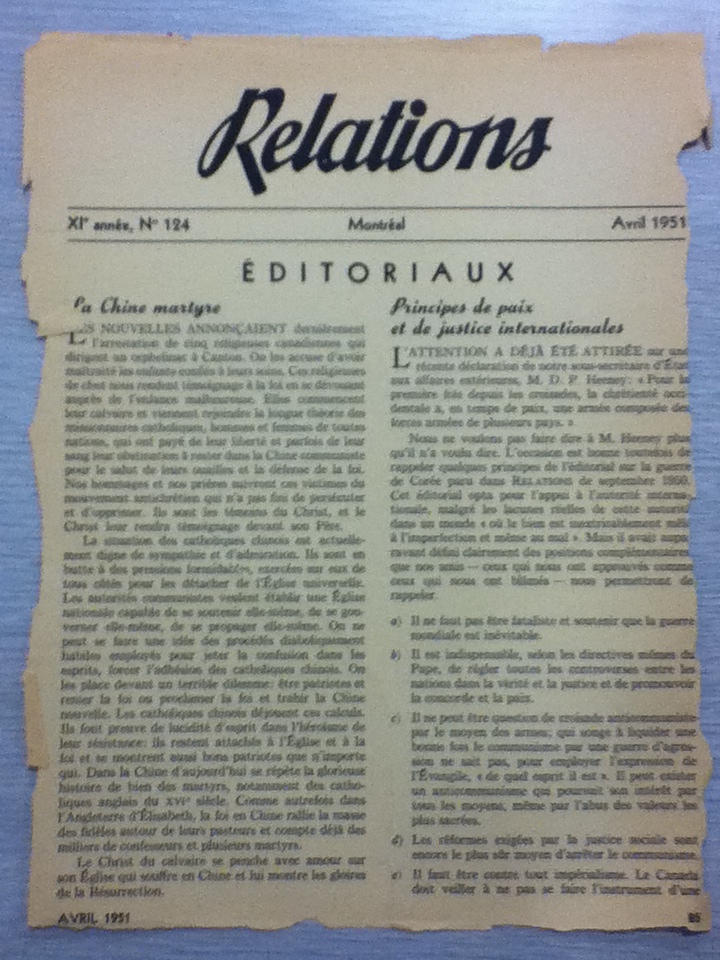 Relations
XIe année, No 124 Montréal Avril 1951
ÉDITORIAUX
La Chine martyre
LES NOUVELLES ANNONÇAIENT dernièrement
l'arrestation de cinq religieuses canadiennes qui
dirigent un orphelinat à Canton. On les accuse d'avoir
maltraité les enfants confiés à leurs soins. Ces religieuses
de chez nous rendent témoignage à la foi en se dévouant
auprès de l'enfance malheureuse. Elles commencent
leur calvaire et viennent rejoindre la longue théorie des
missionnaires catholiques, hommes et femmes de toutes
nations, qui ont payé de leur liberté et parfois de leur
sang leur obstination à rester dans la Chine communiste
pour le salut de leurs ouailles et la défense de la foi.
Nos hommages et nos prières suivront ces victimes du
mouvement antichrétien qui n'a pas fini de persécuter
et d'opprimer. Ils sont les témoins du Christ, et le
Christ leur rendra témoignage devant son Père.
La situation des catholiques chinois est actuelle-
ment digne de sympathie et d'admiration. Ils sont en
butte à des pressions formidables, exercées sur eux de
tous côtés pour les détacher de l'Église universelle.
Les autorités communistes veulent établir une Église
nationale capable de se soutenir elle-même, de se gou-
verner elle-même, de se propager elle-même. On ne
peut se faire une idée des procédés diaboliquement
habiles employés pour jeter la confusion dans les
esprits, forcer l'adhésion des catholiques chinois. On
les place devant un terrible dilemme: être patriotes et
renier la foi ou proclamer la foi et trahir la Chine
nouvelle. Les catholiques chinois déjouent ces calculs.
Ils font preuve de lucidité d'esprit dans l'héroïsme de
leur résistance: ils restent attachés à l'Église et à la
foi et se montrent aussi bons patriotes que n'importe
qui. Dans la Chine d'aujourd'hui se répète la glorieuse
histoire de bien des martyrs, notamment des catho-
liques anglais du XVIe siècle. Comme autrefois dans
l'Angleterre d'Élisabeth, la foi en Chine rallie la masse
des fidèles autour de leurs pasteurs et compte déjà des
milliers de confesseurs et plusieurs martyrs.
Le Christ du calvaire se penche avec amour sur
son Église qui souffre en Chine et lui montre les gloires
de la Résurrection.
Principes de paix
et de justice internationales
L'ATTENTION A DÉJÀ ÉTÉ ATTIRÉE sur une
récente déclaration de notre sous-secrétaire d'État
aux affaires extérieures, M. D. P. Heeney: « Pour la
première fois depuis les croisades, la chrétienté occi-
dentale a, en temps de paix, une armée composée des
forces armées de plusieurs pays. »
Nous ne voulons pas faire dire à M. Heeney plus
qu'il n'a voulu dire. L'occasion est bonne toutefois de
rappeler quelques principes de l'éditorial sur la guerre
de Corée paru dans RELATIONS de septembre 1950.
Cet éditorial opta pour l'appel à l'autorité interna-
tionale, malgré les lacunes réelles de cette autorité
dans un monde « où le bien est inextricablement mêlé
à l'imperfection et même au mal ». Mais il avait aupa-
ravant défini clairement des positions complémentaires
que nos amis — ceux qui nous ont approuvés comme
ceux qui nous ont blâmés — nous permettront de
rappeler.
a) Il ne faut pas être fataliste et soutenir que la guerre
mondiale est inévitable.
b) Il est indispensable, selon les directives mêmes du
Pape, de régler toutes les controverses entre les
nations dans la vérité et la justice et de promouvoir
la concorde et la paix.
c) Il ne peut être question de croisade anticommuniste
par le moyen des armes; qui songe à liquider une
bonne fois le communisme par une guerre d'agres-
sion ne sait pas, pour employer l'expression de
l'Évangile, « de quel esprit il est ». Il peut exister
un anticommunisme qui poursuit son intérêt par
tous les moyens, même par l'abus des valeurs les
plus sacrées.
d) Les réformes exigées par la justice sociale sont
encore le plus sûr moyen d'arrêter le communisme.
e) Il faut être contre tout impérialisme. Le Canada
doit veiller à ne pas se faire l'instrument d'une
AVRIL 1951 85